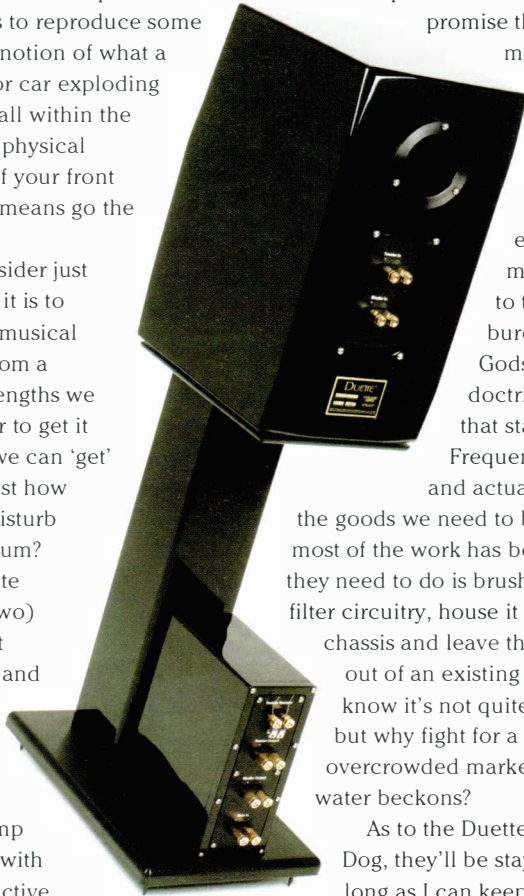 s to reproduce some
notion of what a
or car exploding
all within the
physical
f your front
means go the
sider just
it is to
musical
om a
engths we
r to get it
we can 'get'
st how
isturb
um?
te
wo)
t
and
mp
with
ctive
promise th
m
e
m
to t
bure
Gods
doctri
that sta
Frequen
and actua
the goods we need to b
most of the work has be
they need to do is brush
filter circuitry, house it
chassis and leave th
out of an existing
know it's not quite
but why fight for a
overcrowded marke
water beckons?
As to the Duette
Dog, they'll be stay
long as I can keep
DUETTE